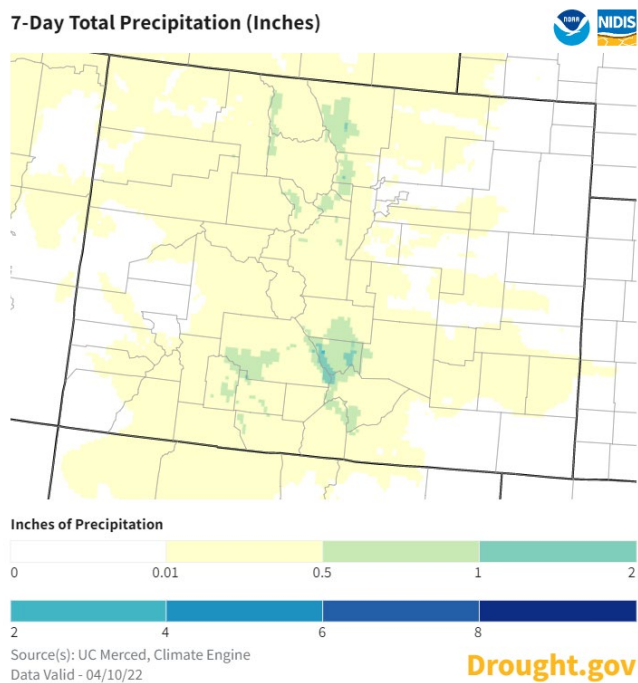 7-Day Total Precipitation (Inches)
NOAA
NIDIS
Inches of Precipitation
0 0.01 0.5 1 2
2 4 6 8
Source(s): UC Merced, Climate Engine
Data Valid - 04/10/22
Drought.gov